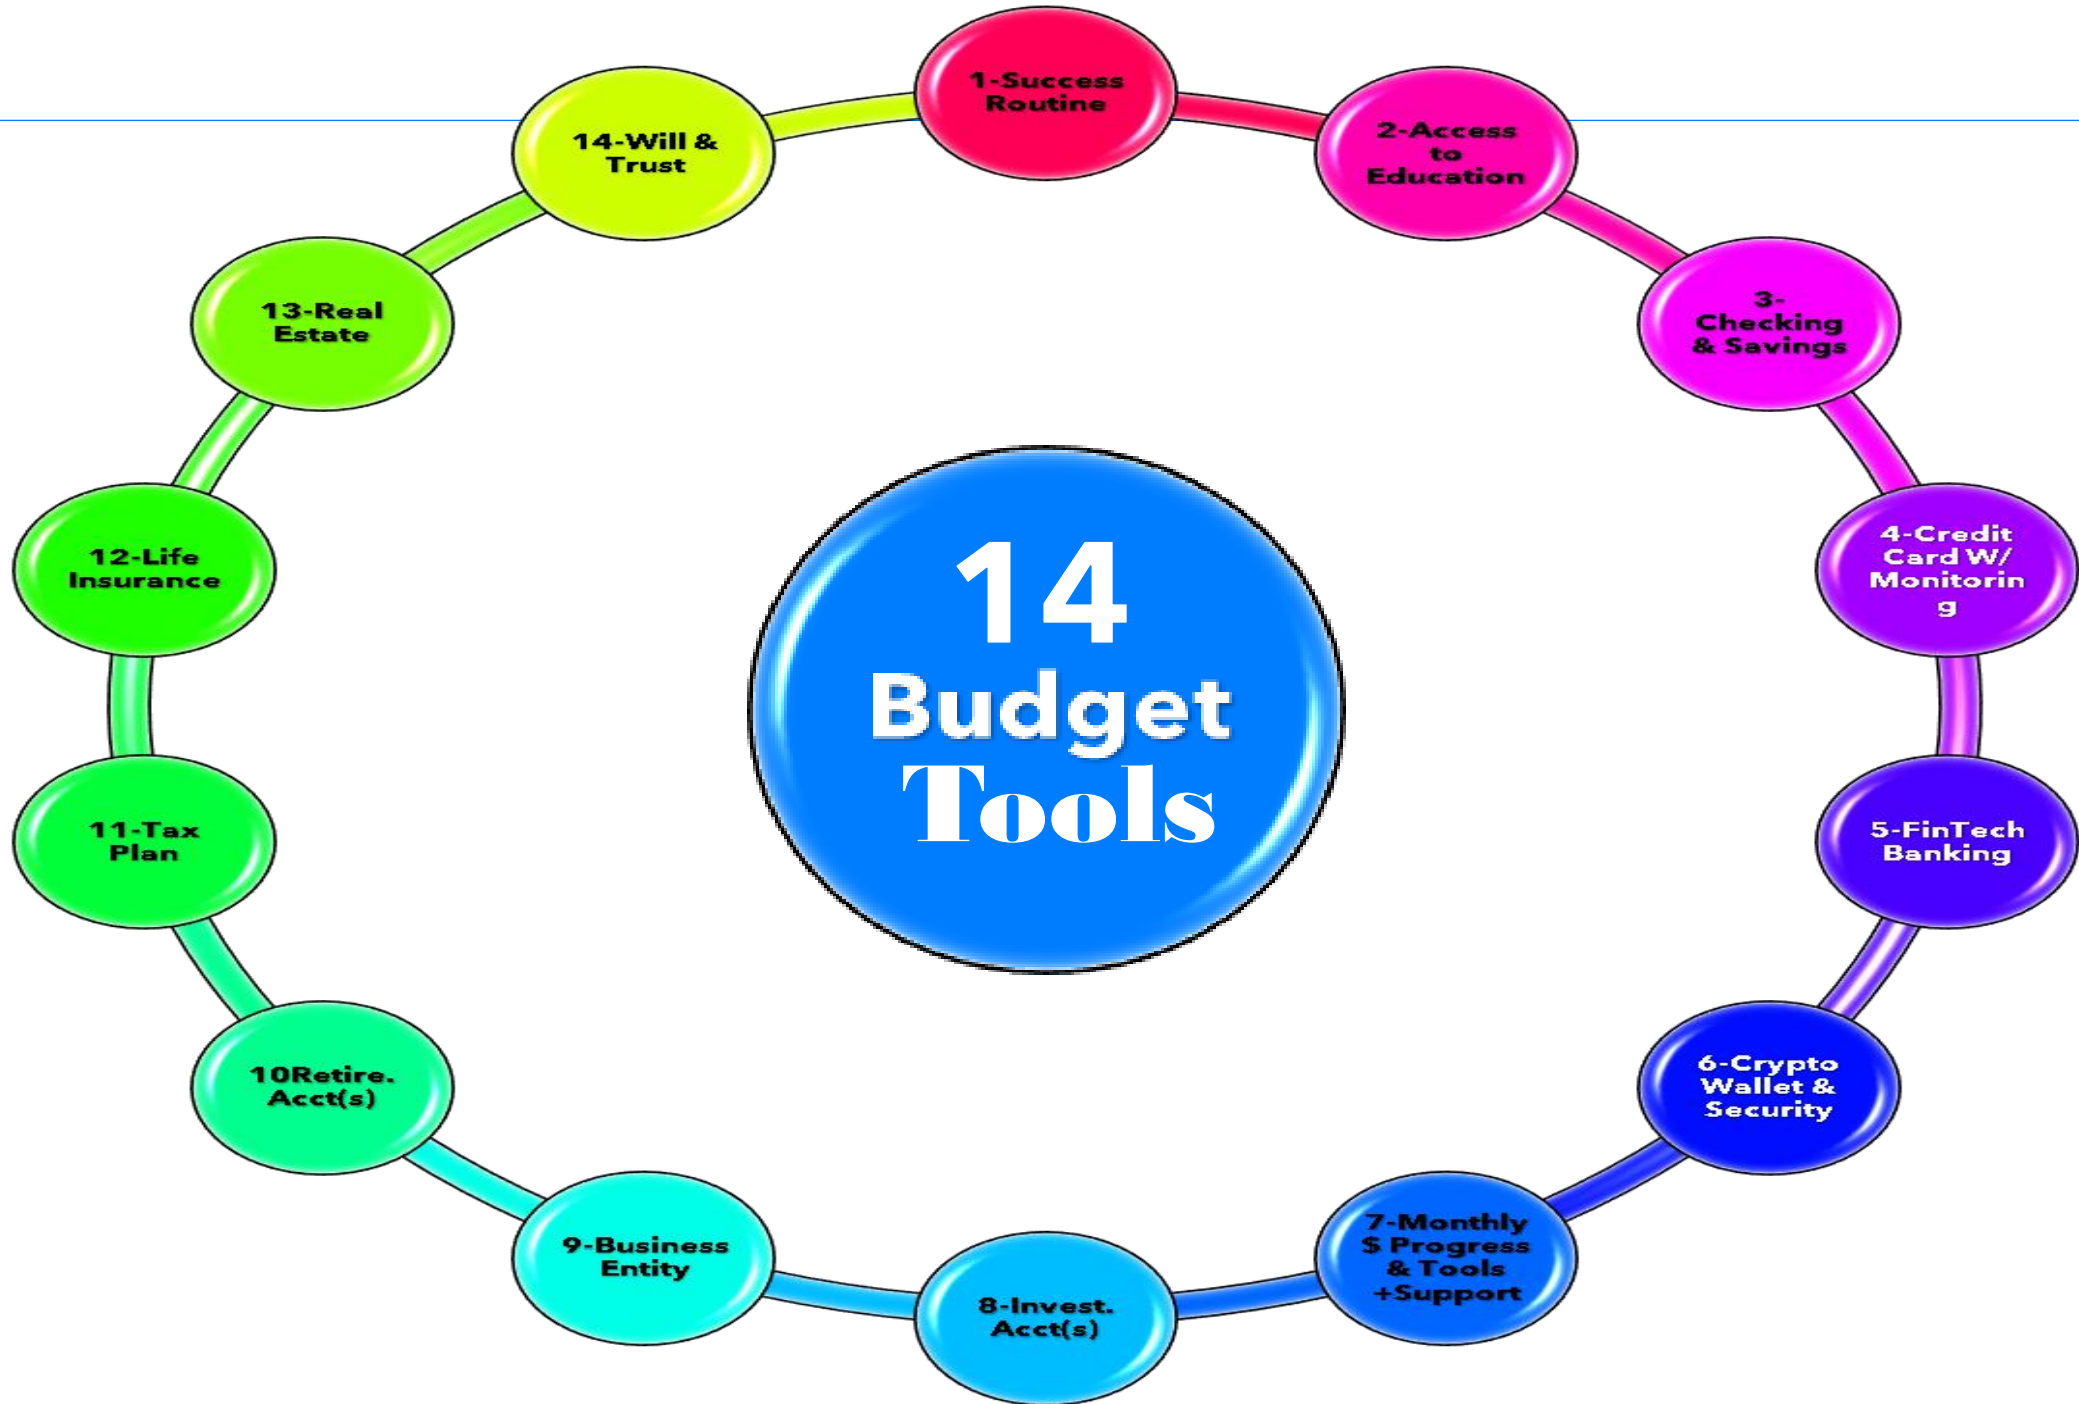 1-Success
Routine
2-Access
to
Education
3-
Checking
& Savings
4-Credit
Card W/
Monitorin
g
5-FinTech
Banking
6-Crypto
Wallet &
Security
7-Monthly
$ Progress
& Tools
+Support
8-Invest.
Acct(s)
9-Business
Entity
10Retire.
Acct(s)
11-Tax
Plan
12-Life
Insurance
13-Real
Estate
14-Will &
Trust
14
Budget
Tools